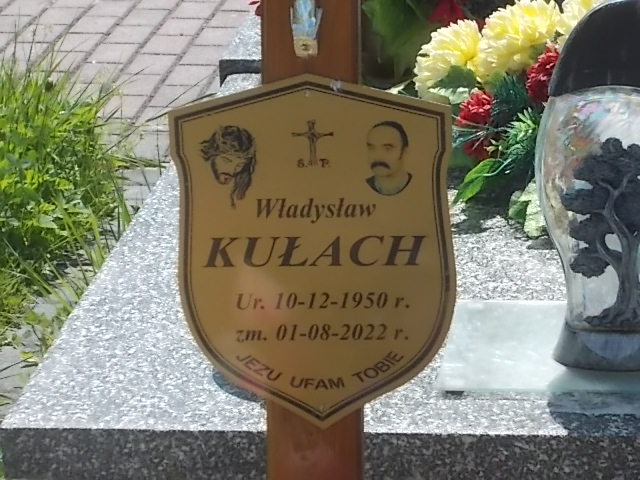 Ś. P.
Władysław
KUŁACH
Ur. 10-12-1950 r.
zm. 01-08-2022 r.
JEZU UFAM TOBIE